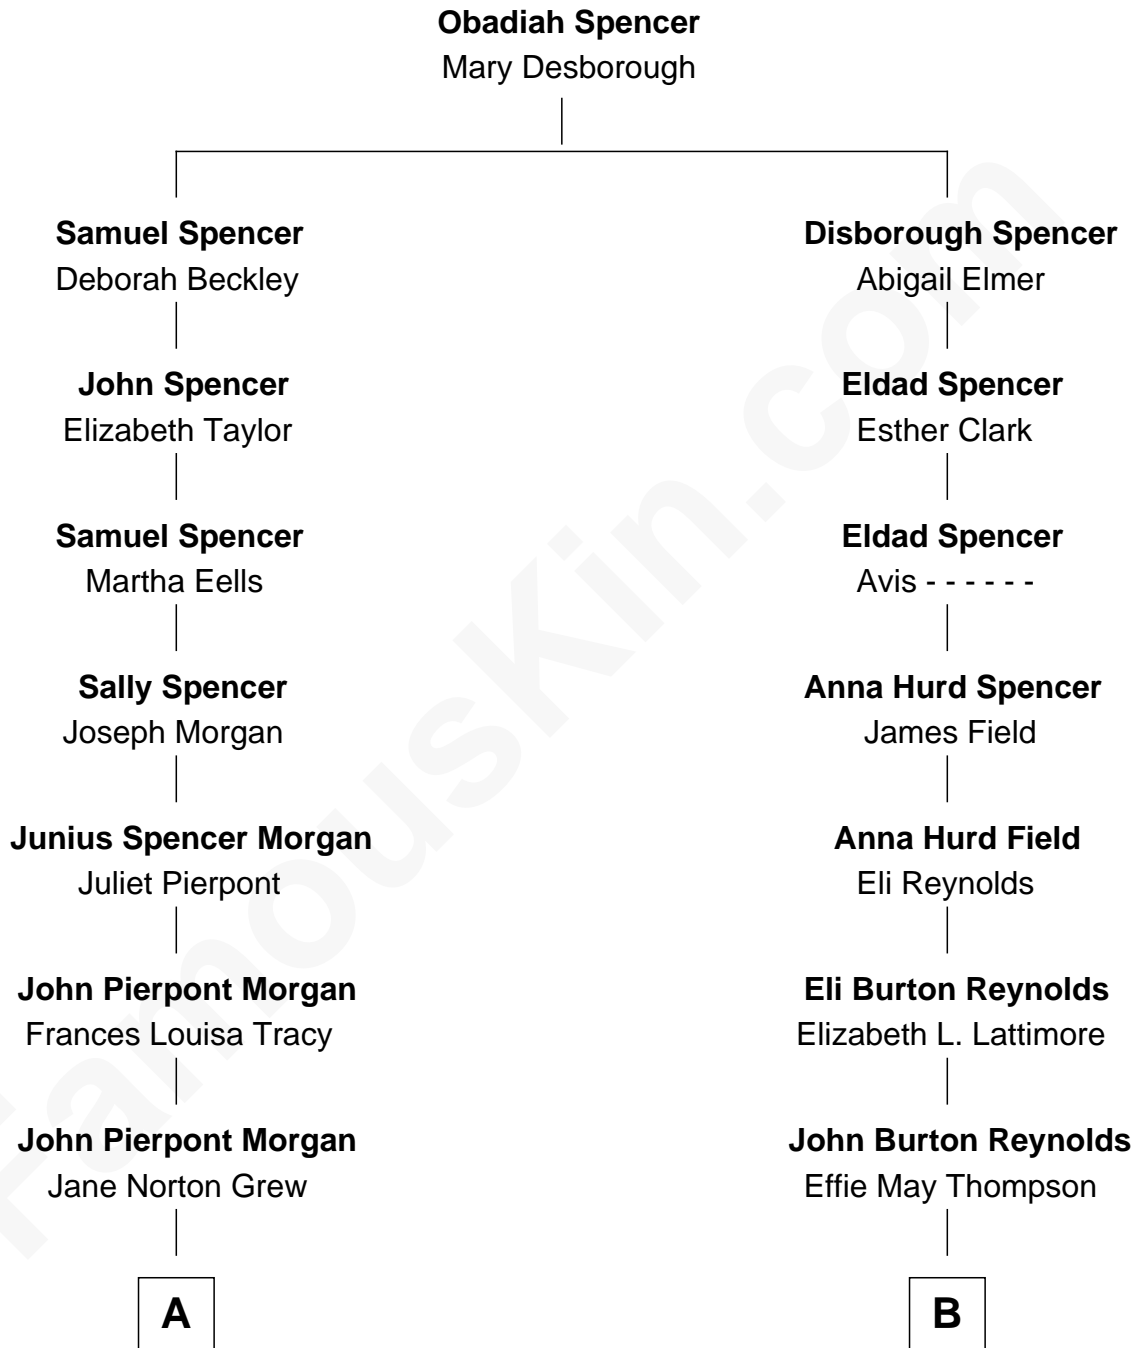 Obadiah Spencer
Mary Desborough
Samuel Spencer
Deborah Beckley
John Spencer
Elizabeth Taylor
Samuel Spencer
Martha Eells
Sally Spencer
Joseph Morgan
Junius Spencer Morgan
Juliet Pierpont
John Pierpont Morgan
Frances Louisa Tracy
John Pierpont Morgan
Jane Norton Grew
A
Disborough Spencer
Abigail Elmer
Eldad Spencer
Esther Clark
Eldad Spencer
Avis - - - - - -
Anna Hurd Spencer
James Field
Anna Hurd Field
Eli Reynolds
Eli Burton Reynolds
Elizabeth L. Lattimore
John Burton Reynolds
Effie May Thompson
B
FamousKin.com